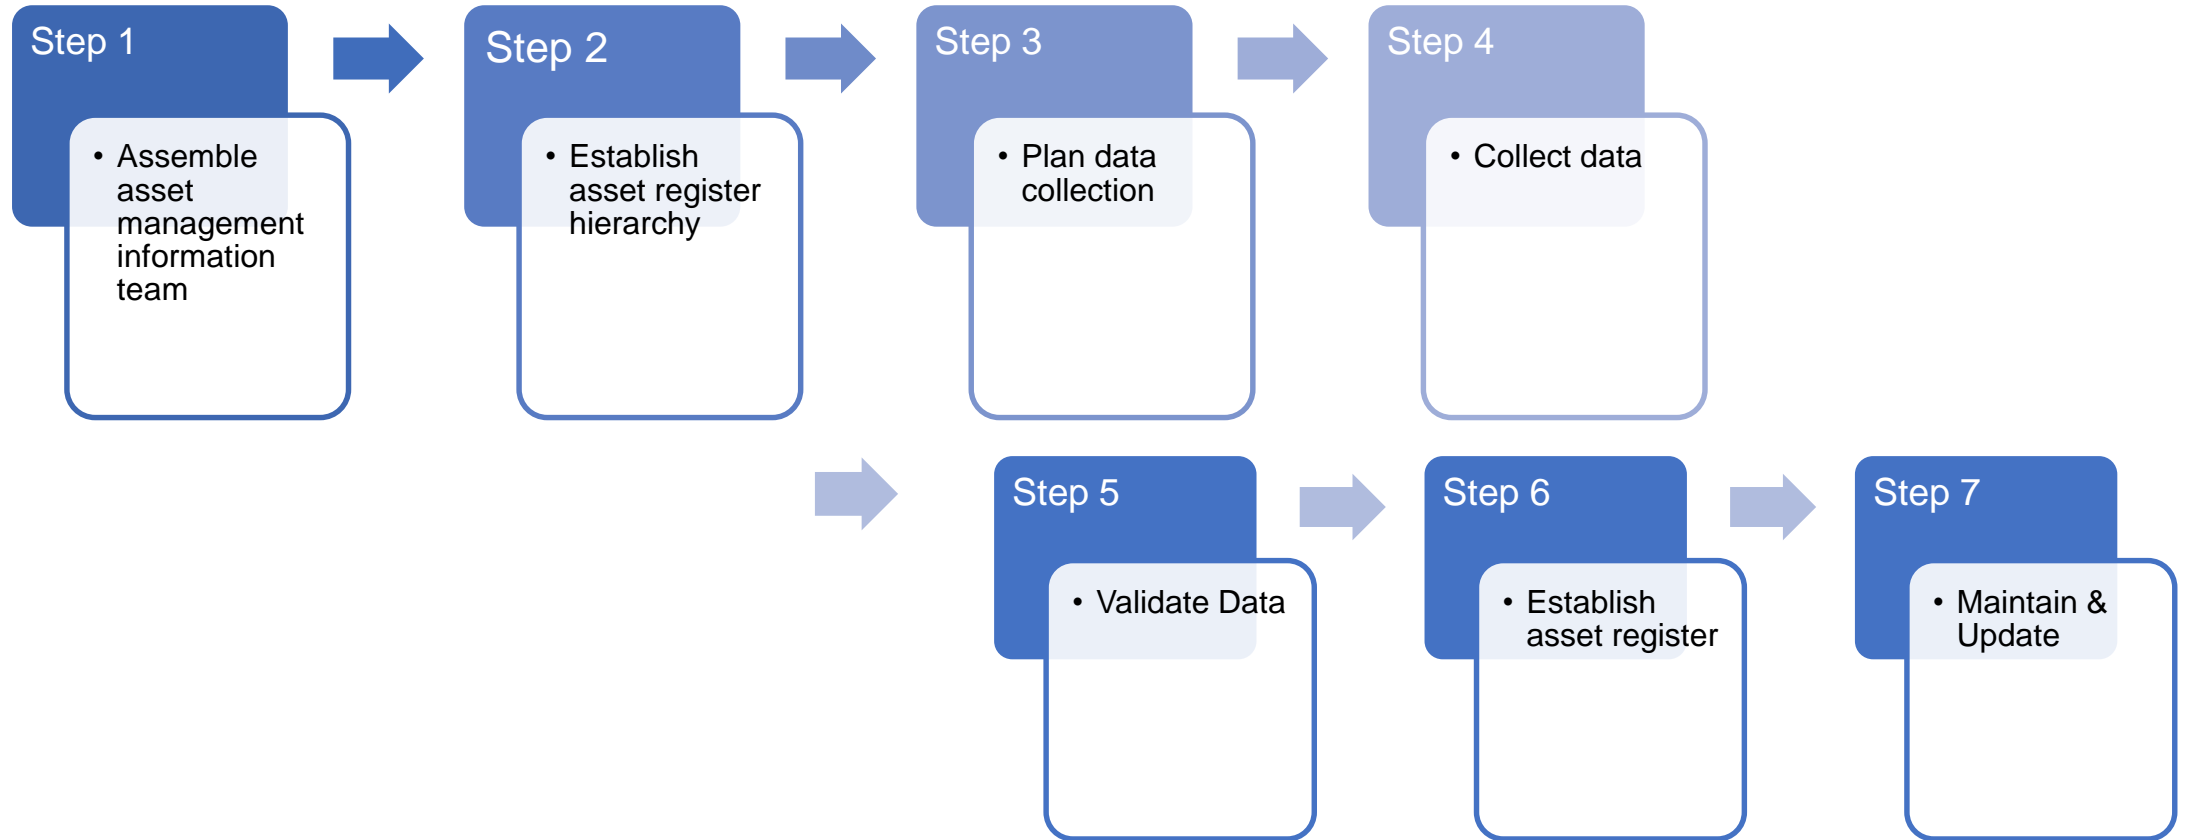 Step 1
• Assemble
asset
management
information
team
Step 2
• Establish
asset register
hierarchy
Step 3
• Plan data
collection
Step 4
• Collect data
Step 5
• Validate Data
Step 6
• Establish
asset register
Step 7
• Maintain &
Update